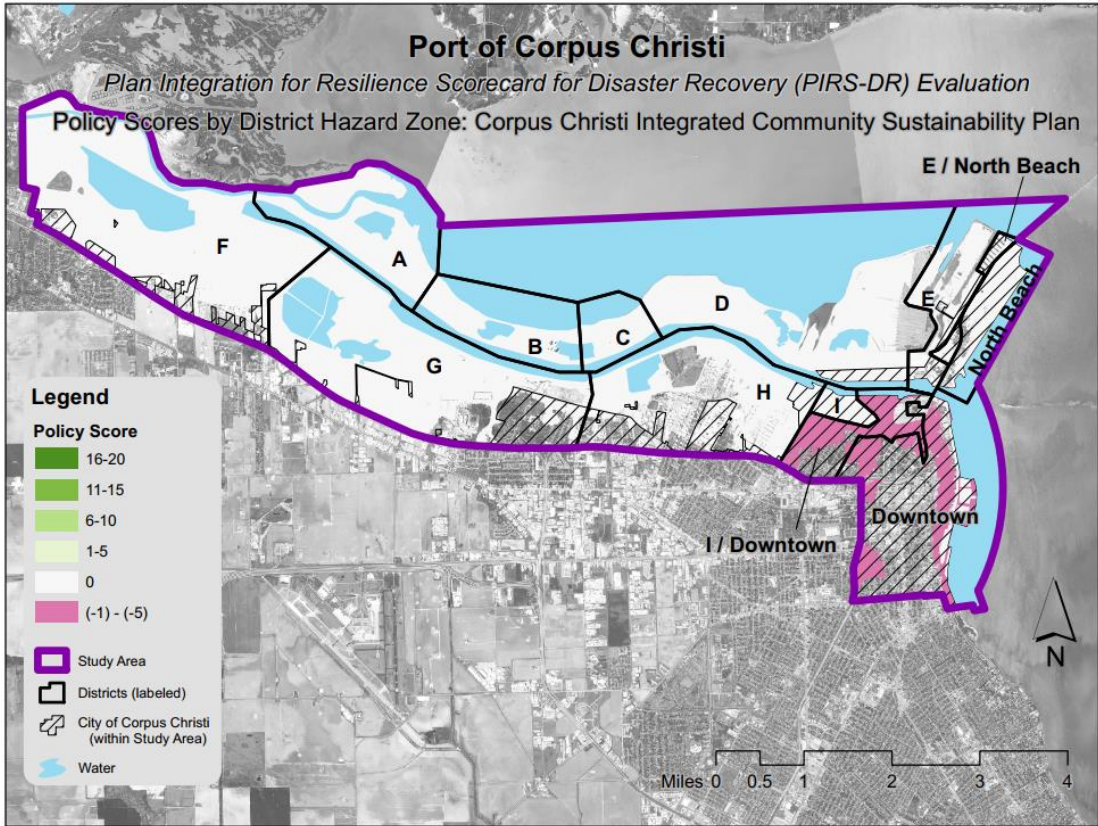 Port of Corpus Christi
Plan Integration for Resilience Scorecard for Disaster Recovery (PIRS-DR) Evaluation
Policy Scores by District Hazard Zone: Corpus Christi Integrated Community Sustainability Plan
E / North Beach
F
A
D
E
North Beach
B
C
G
H
I
Downtown
I / Downtown
Legend
Policy Score
16-20
11-15
6-10
1-5
0
(-1) - (-5)
Study Area
Districts (labeled)
City of Corpus Christi
(within Study Area)
Water
N
Miles 0 0.5 1 2 3 4